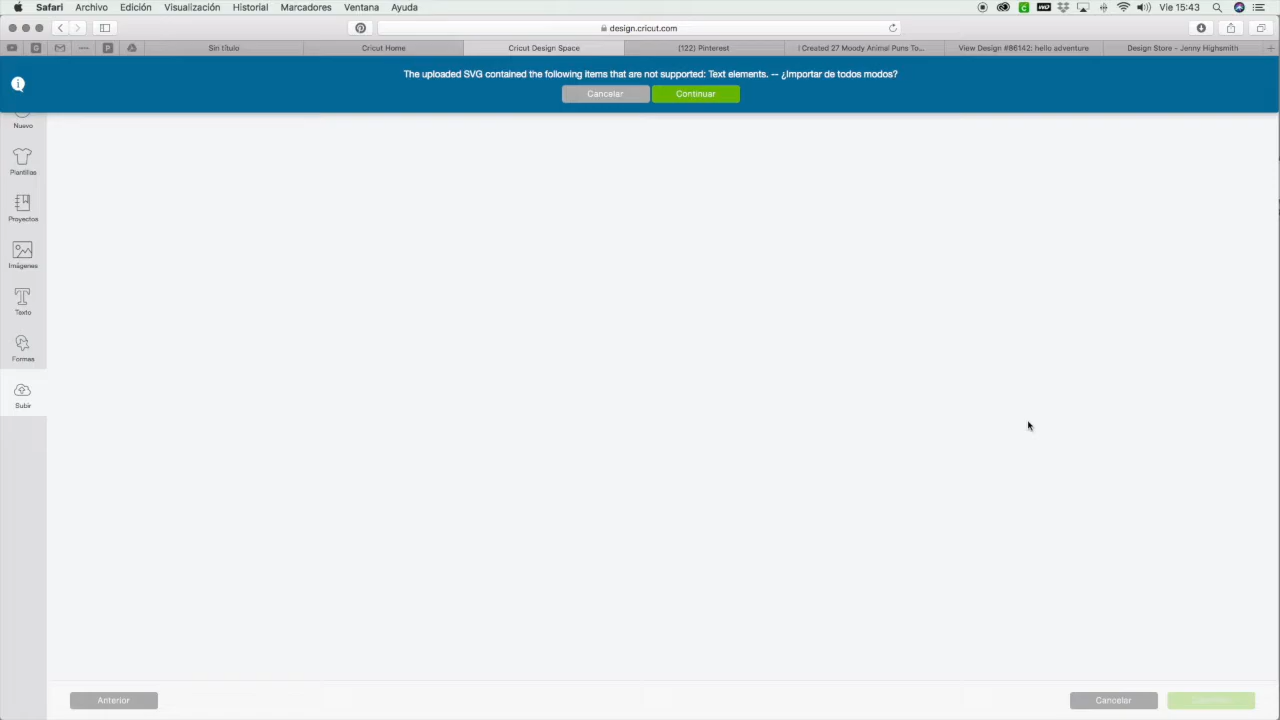 Safari Archivo Edición Visualización Historial Marcadores Ventana Ayuda Vie 15:43
design.cricut.com
Sin título Cricut Home Cricut Design Space (122) Pinterest I Created 27 Moody Animal Puns To... View Design #86142: hello adventure Design Store - Jenny Highsmith
The uploaded SVG contained the following items that are not supported: Text elements. -- ¿Importar de todos modos?
Cancelar Continuar
Nuevo
Plantillas
Proyectos
Imágenes
Texto
Formas
Subir
Anterior Cancelar